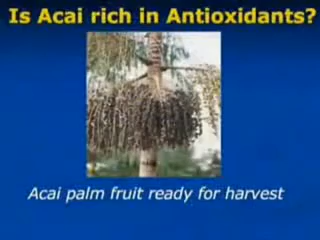 Is Acai rich in Antioxidants?
Acai palm fruit ready for harvest